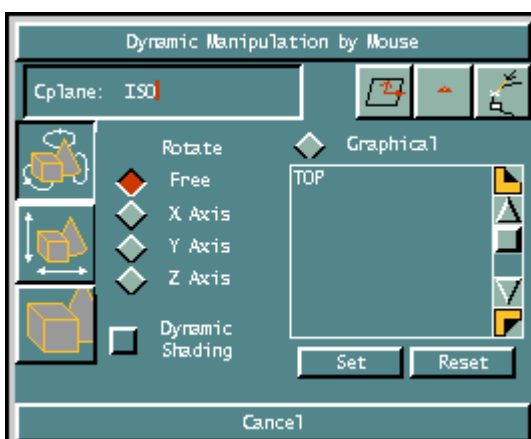 Dynamic Manipulation by Mouse
Cplane: ISO
Rotate
Graphical
Free
TOP
X Axis
Y Axis
Z Axis
Dynamic
Shading
Set
Reset
Cancel